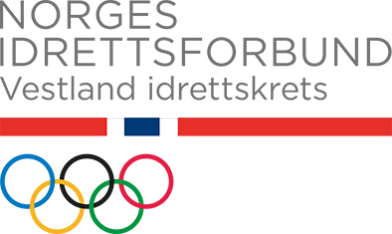 NORGES
IDRETTSFORBUND
Vestland idrettskrets